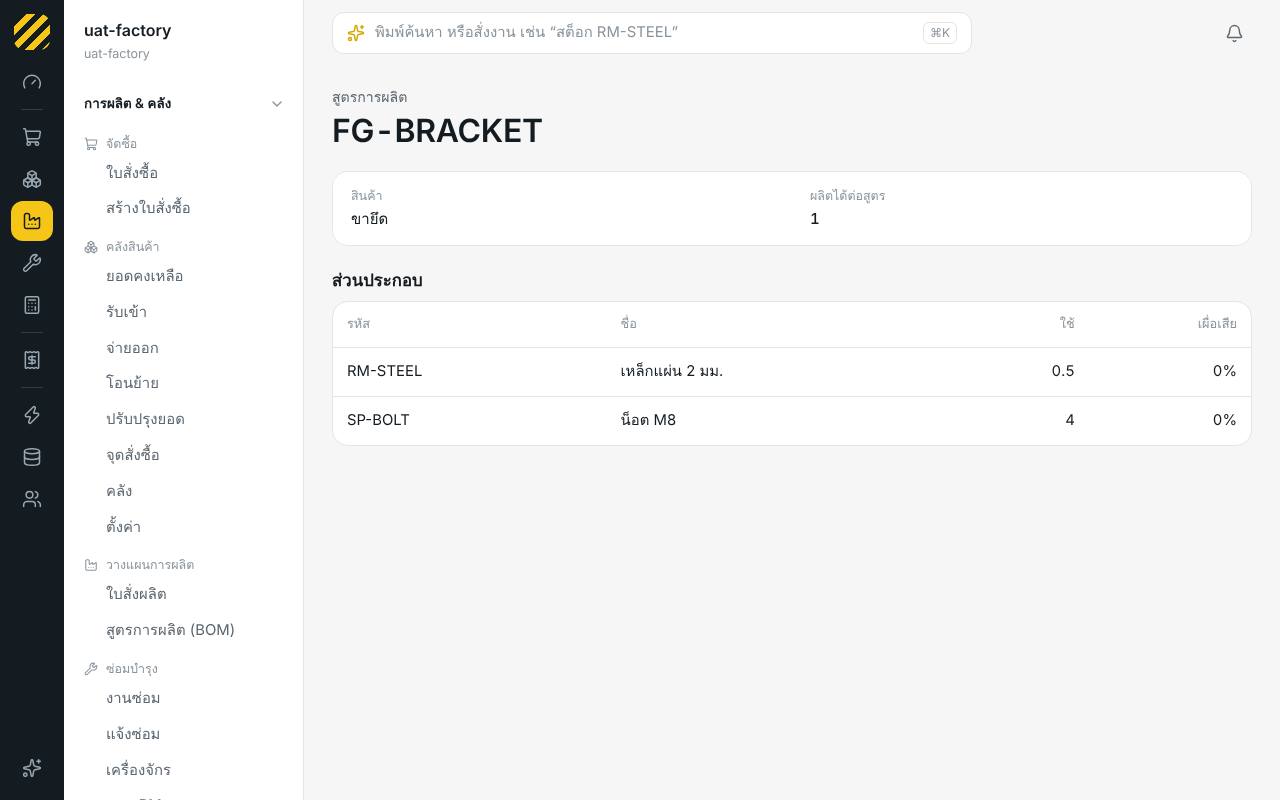 uat-factory
uat-factory
การผลิต & คลัง
จัดซื้อ
ใบสั่งซื้อ
สร้างใบสั่งซื้อ
คลังสินค้า
ยอดคงเหลือ
รับเข้า
จ่ายออก
โอนย้าย
ปรับปรุงยอด
จุดสั่งซื้อ
คลัง
ตั้งค่า
วางแผนการผลิต
ใบสั่งผลิต
สูตรการผลิต (BOM)
ซ่อมบำรุง
งานซ่อม
แจ้งซ่อม
เครื่องจักร
พิมพ์ค้นหา หรือสั่งงาน เช่น “สต็อก RM-STEEL” ⌘K
สูตรการผลิต
FG-BRACKET
สินค้า ผลิตได้ต่อสูตร
ขายึด 1
ส่วนประกอบ
รหัส ชื่อ ใช้ เผื่อเสีย
RM-STEEL เหล็กแผ่น 2 มม. 0.5 0%
SP-BOLT น็อต M8 4 0%